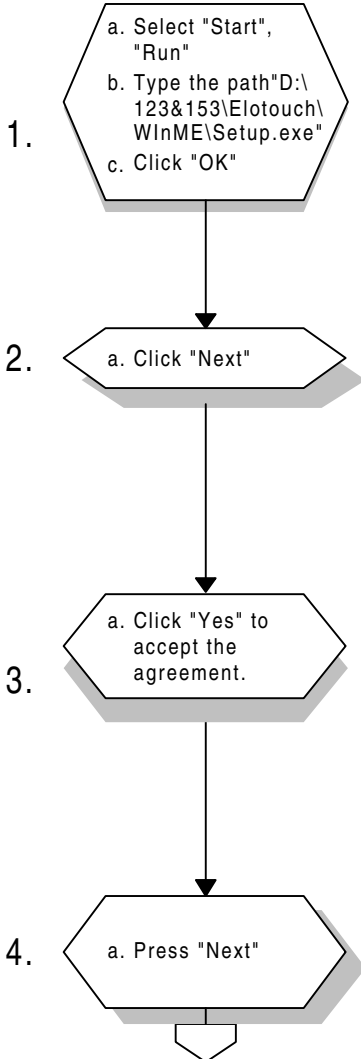 1.
a. Select "Start",
"Run"
b. Type the path"D:\
123&153\Elotouch\
WInME\Setup.exe"
c. Click "OK"
2.
a. Click "Next"
3.
a. Click "Yes" to
accept the
agreement.
4.
a. Press "Next"